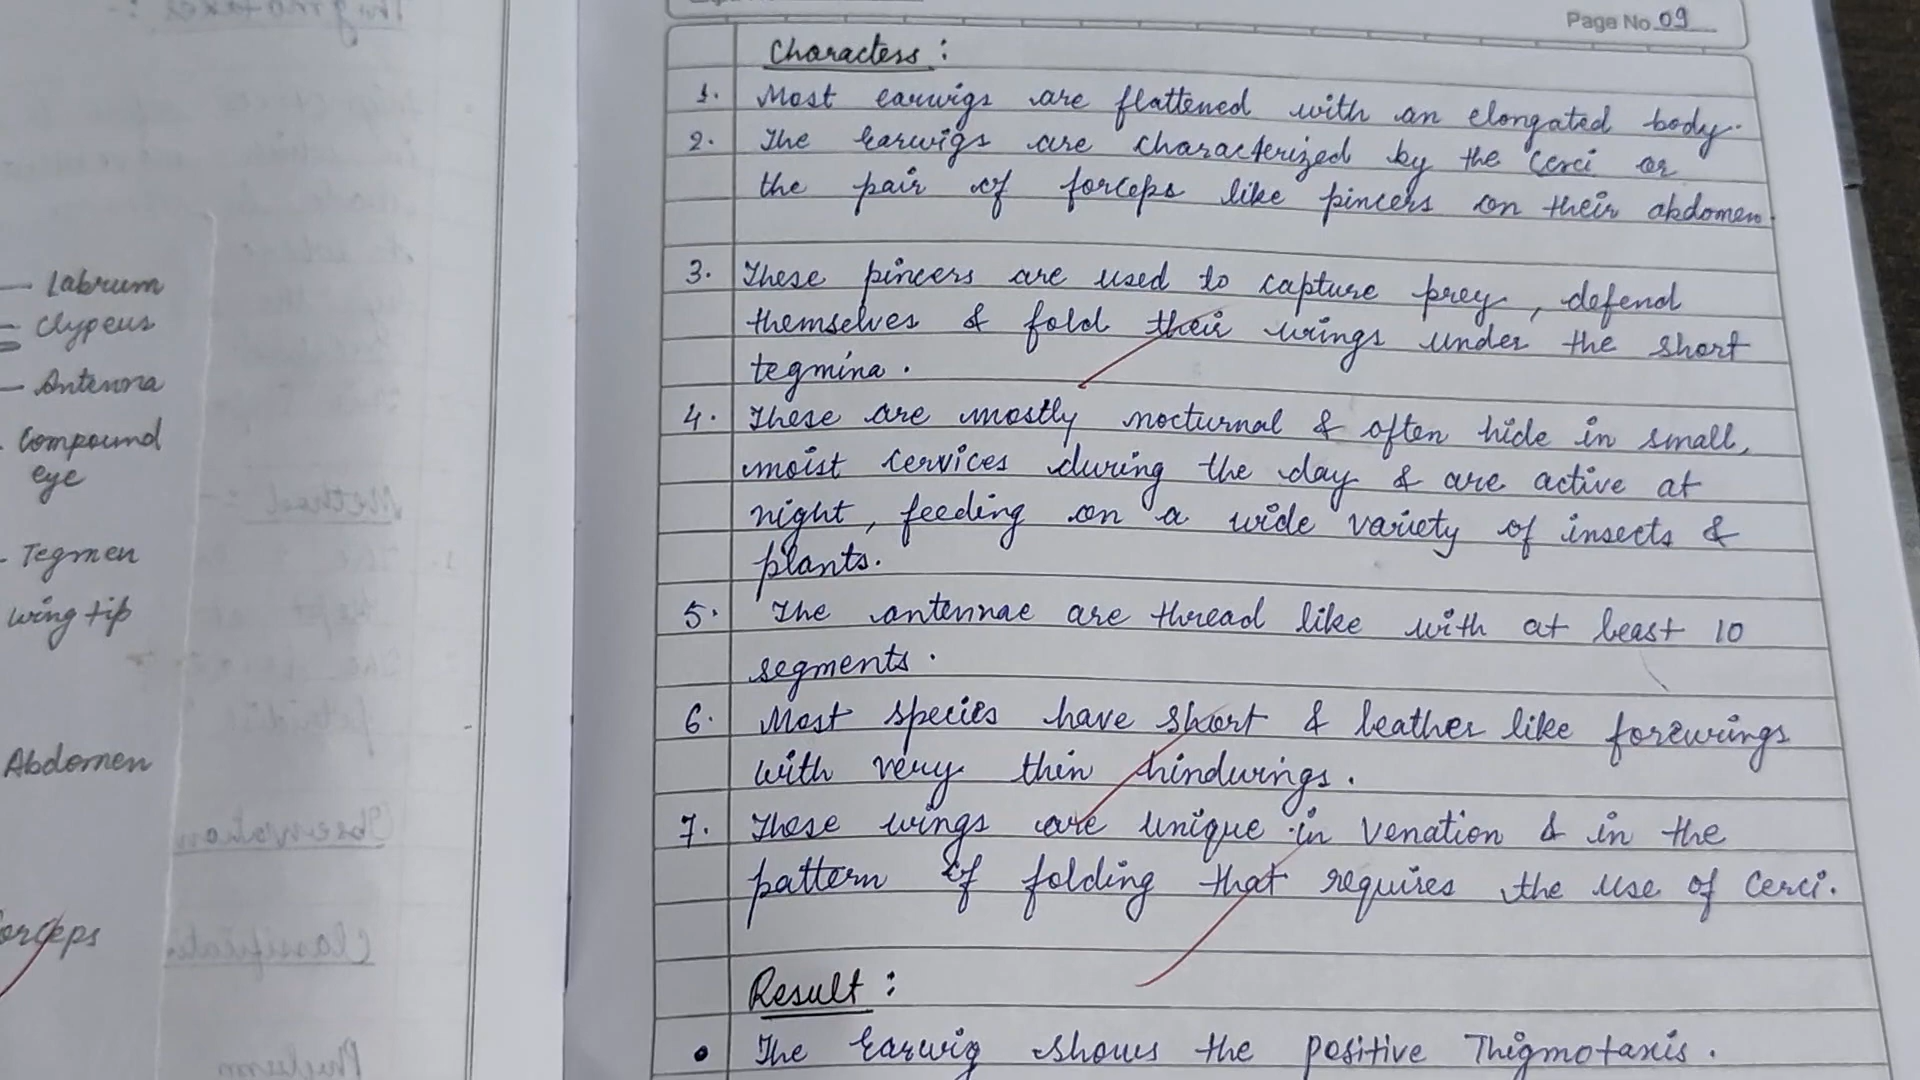 Labrum
Clypeus
Antenna
Compound
eye
Tegmen
wing tip
Abdomen
Page No. 09
Characters :
1. Most earwigs are flattened with an elongated body.
2. The Earwigs are characterized by the Cerci or
the pair of forceps like pincers on their abdomen.
3. These pincers are used to capture prey, defend
themselves & fold their wings under the short
tegmina.
4. These are mostly nocturnal & often hide in small,
moist cervices during the day & are active at
night, feeding on a wide variety of insects &
plants.
5. The antennae are thread like with at least 10
segments.
6. Most species have short & leather like forewings
with very thin hindwings.
7. These wings are unique in venation & in the
pattern of folding that requires the use of Cerci.
Result :
• The Earwig shows the positive Thigmotaxis.